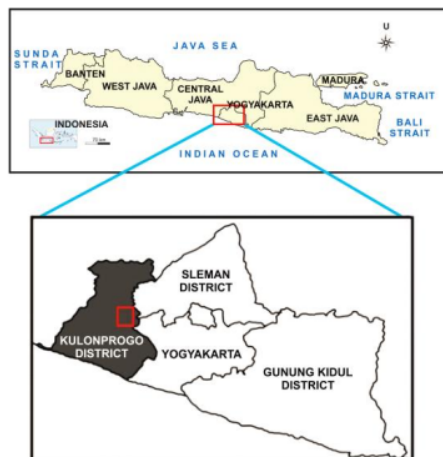 U
JAVA SEA
SUNDA
STRAIT
BANTEN
WEST JAVA
CENTRAL
JAVA
YOGYAKARTA
MADURA
MADURA STRAIT
EAST JAVA
BALI
STRAIT
INDONESIA
INDIAN OCEAN
SLEMAN
DISTRICT
KULONPROGO
DISTRICT
YOGYAKARTA
GUNUNG KIDUL
DISTRICT